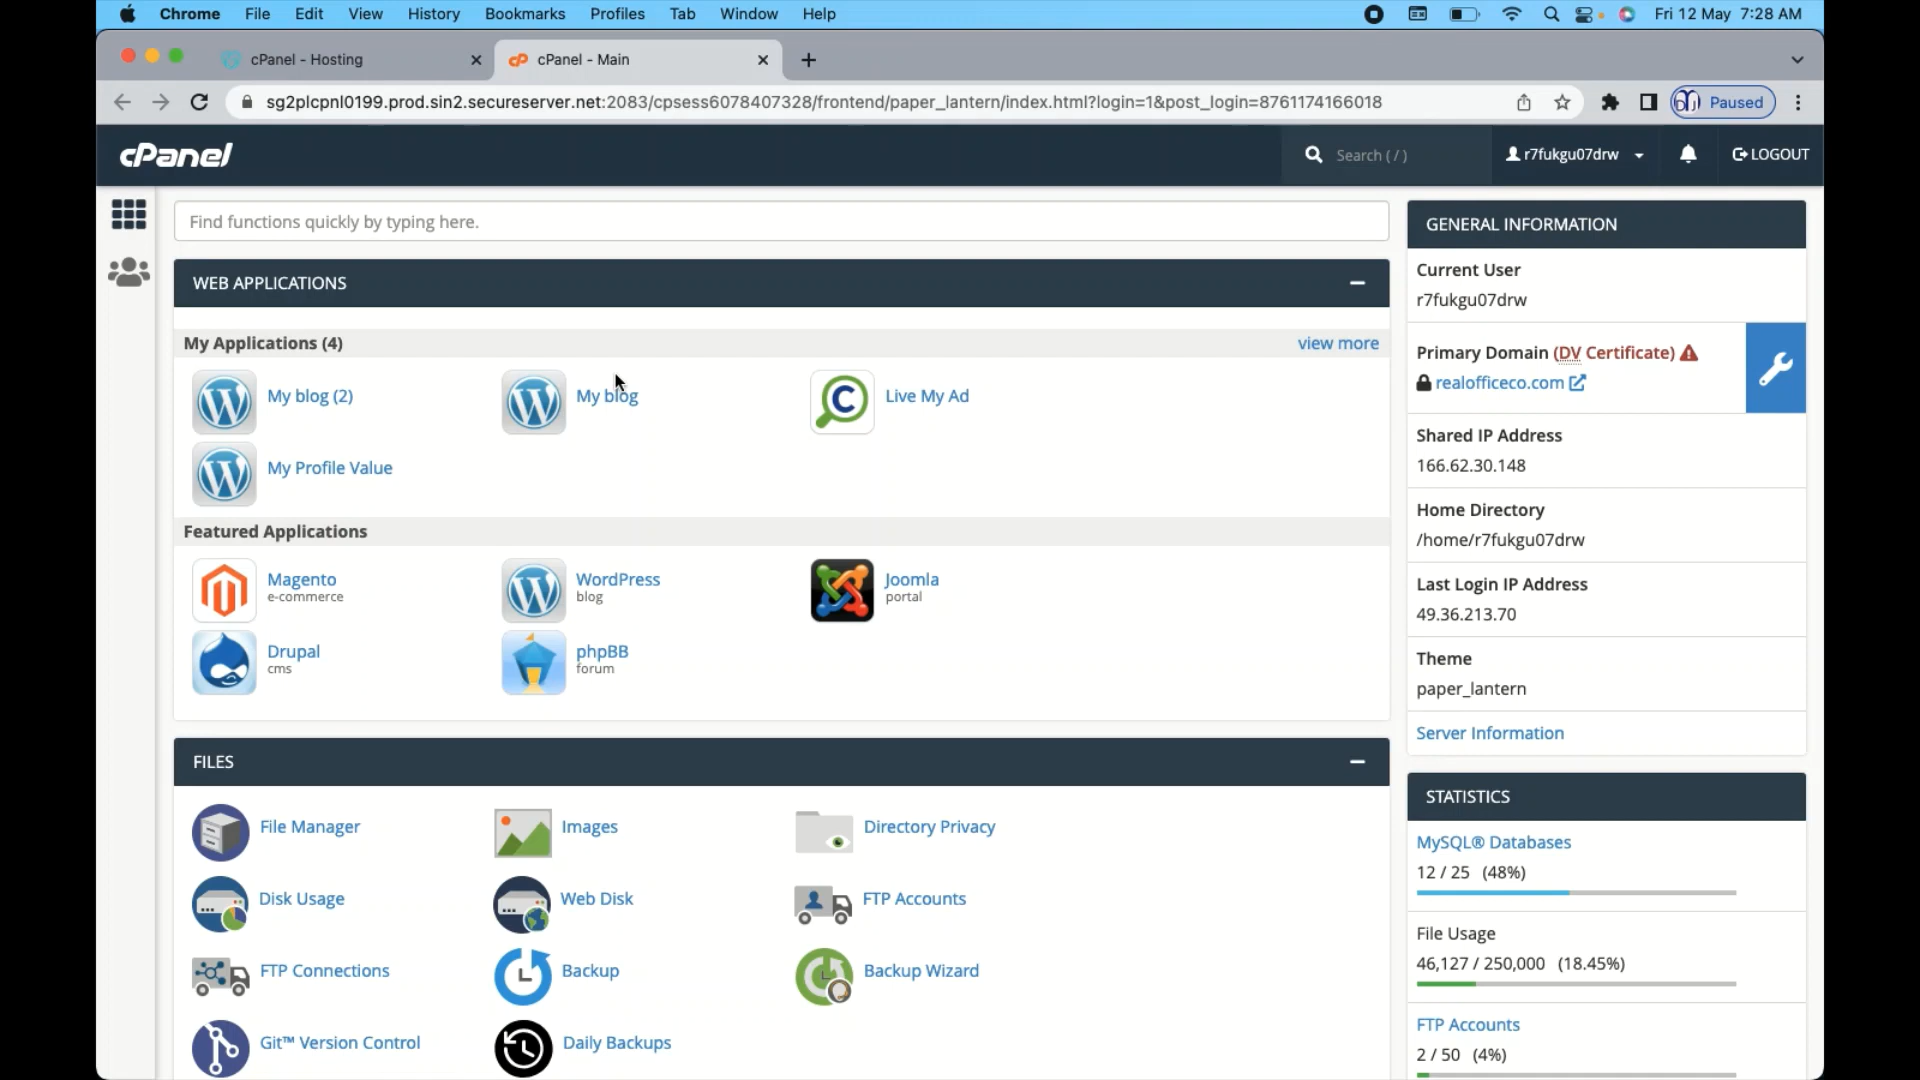 Chrome File Edit View History Bookmarks Profiles Tab Window Help Fri 12 May 7:28 AM
cPanel - Hosting cPanel - Main
sg2plcpnl0199.prod.sin2.secureserver.net:2083/cpsess6078407328/frontend/paper_lantern/index.html?login=1&post_login=8761174166018 Paused
cPanel Search ( / ) r7fukgu07drw LOGOUT
Find functions quickly by typing here.
WEB APPLICATIONS
My Applications (4) view more
My blog (2) My blog Live My Ad
My Profile Value
Featured Applications
Magento WordPress Joomla
e-commerce blog portal
Drupal phpBB
cms forum
FILES
File Manager Images Directory Privacy
Disk Usage Web Disk FTP Accounts
FTP Connections Backup Backup Wizard
Git™ Version Control Daily Backups
GENERAL INFORMATION
Current User
r7fukgu07drw
Primary Domain (DV Certificate)
realofficeco.com
Shared IP Address
166.62.30.148
Home Directory
/home/r7fukgu07drw
Last Login IP Address
49.36.213.70
Theme
paper_lantern
Server Information
STATISTICS
MySQL® Databases
12 / 25 (48%)
File Usage
46,127 / 250,000 (18.45%)
FTP Accounts
2 / 50 (4%)